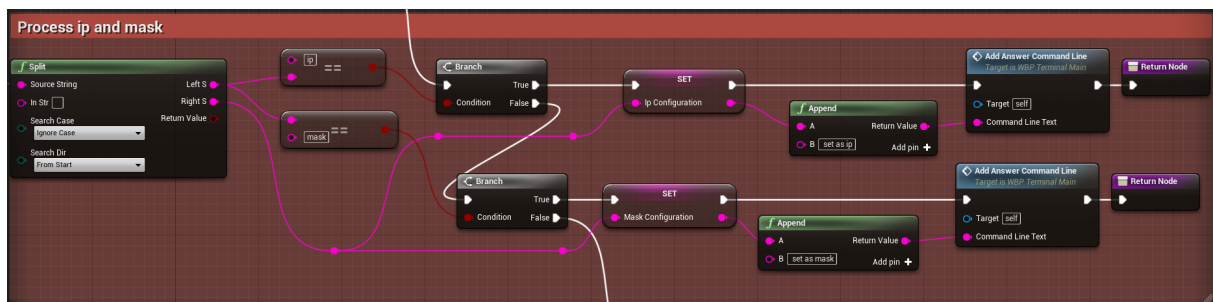 Process ip and mask
f Split
Source String
Left S
In Str
Right S
Search Case
Return Value
Ignore Case
Search Dir
From Start
ip
==
mask
==
Branch
True
Condition
False
SET
Ip Configuration
f Append
A
Return Value
B
set as ip
Add pin +
Add Answer Command Line
Target is WBP Terminal Main
Target self
Command Line Text
Return Node
Branch
True
Condition
False
SET
Mask Configuration
f Append
A
Return Value
B
set as mask
Add pin +
Add Answer Command Line
Target is WBP Terminal Main
Target self
Command Line Text
Return Node